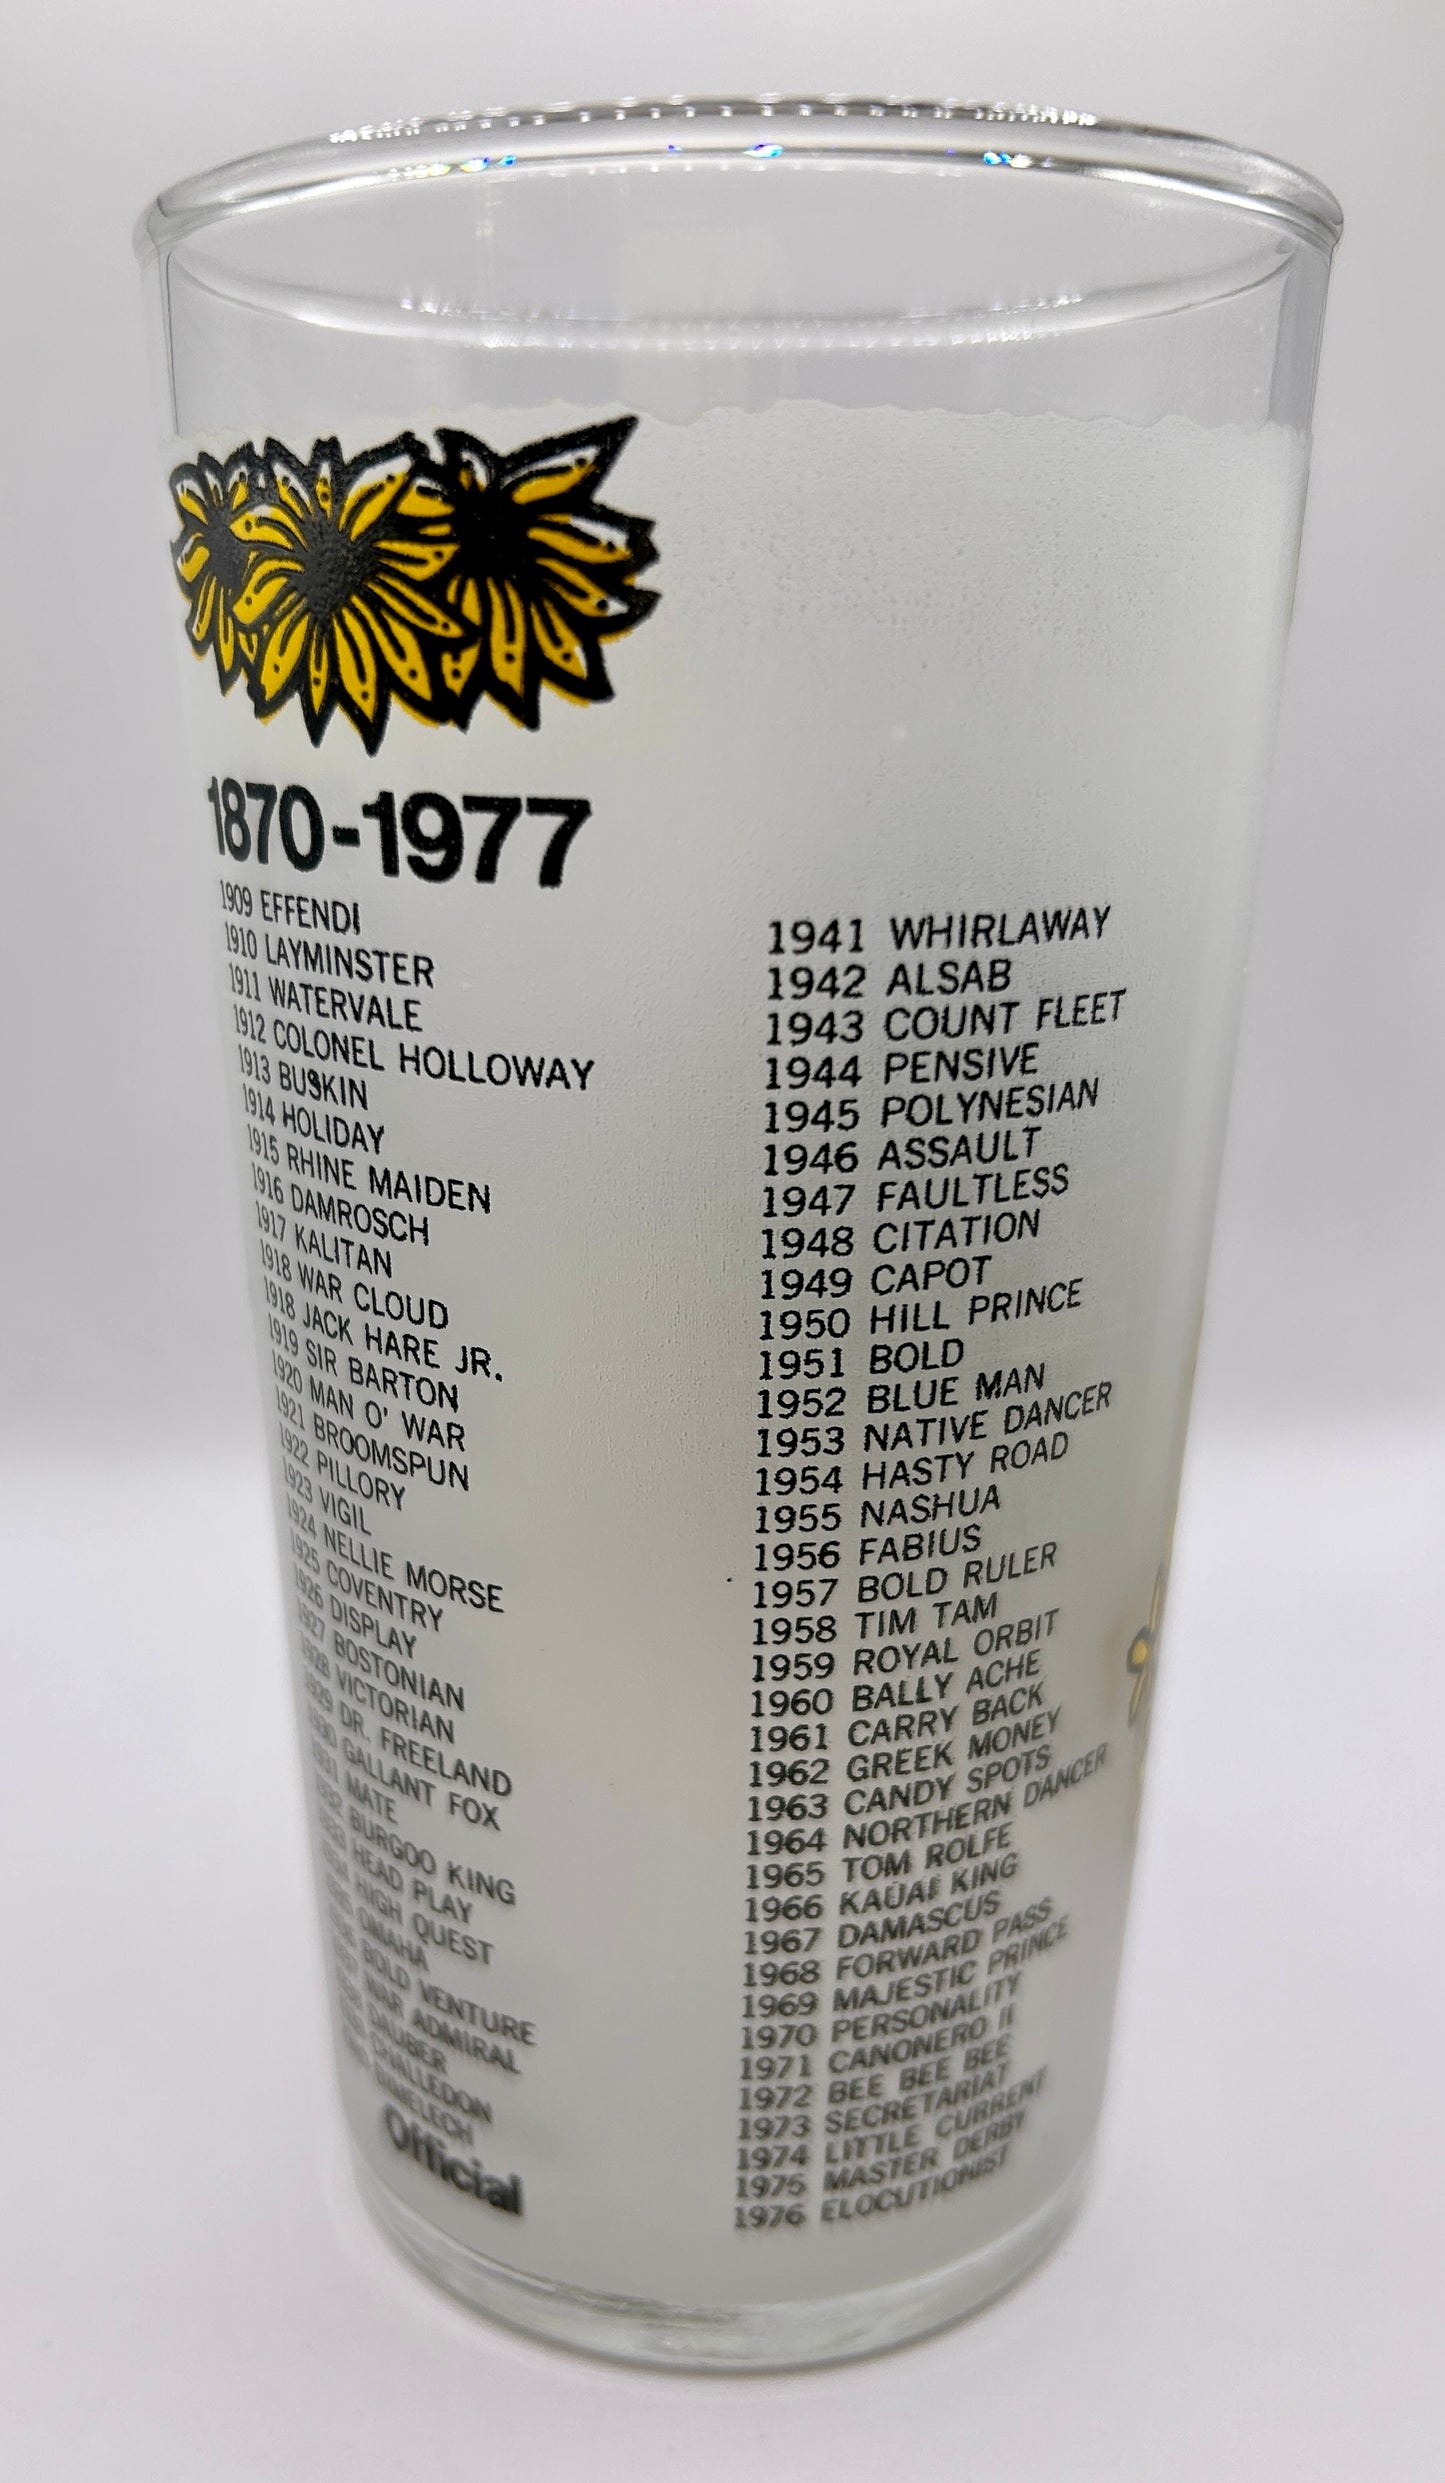 1870-1977
1909 EFFENDI
1910 LAYMINSTER
1911 WATERVALE
1912 COLONEL HOLLOWAY
1913 BUSKIN
1914 HOLIDAY
1915 RHINE MAIDEN
1916 DAMROSCH
1917 KALITAN
1918 WAR CLOUD
1918 JACK HARE JR.
1919 SIR BARTON
1920 MAN O' WAR
1921 BROOMSPUN
1922 PILLORY
1923 VIGIL
1924 NELLIE MORSE
1925 COVENTRY
1926 DISPLAY
1927 BOSTONIAN
1928 VICTORIAN
1929 DR. FREELAND
1930 GALLANT FOX
1931 MATE
1932 BURGOO KING
1933 HEAD PLAY
HIGH QUEST
OMAHA
BOLD VENTURE
WAR ADMIRAL
DAUBER
CHALLEDON
BIMELECH
Official
1941 WHIRLAWAY
1942 ALSAB
1943 COUNT FLEET
1944 PENSIVE
1945 POLYNESIAN
1946 ASSAULT
1947 FAULTLESS
1948 CITATION
1949 CAPOT
1950 HILL PRINCE
1951 BOLD
1952 BLUE MAN
1953 NATIVE DANCER
1954 HASTY ROAD
1955 NASHUA
1956 FABIUS
1957 BOLD RULER
1958 TIM TAM
1959 ROYAL ORBIT
1960 BALLY ACHE
1961 CARRY BACK
1962 GREEK MONEY
1963 CANDY SPOTS
1964 NORTHERN DANCER
1965 TOM ROLFE
1966 KAUAI KING
1967 DAMASCUS
1968 FORWARD PASS
1969 MAJESTIC PRINCE
1970 PERSONALITY
1971 CANONERO II
1972 BEE BEE BEE
1973 SECRETARIAT
1974 LITTLE CURRENT
1975 MASTER DERBY
1976 ELOCUTIONIST